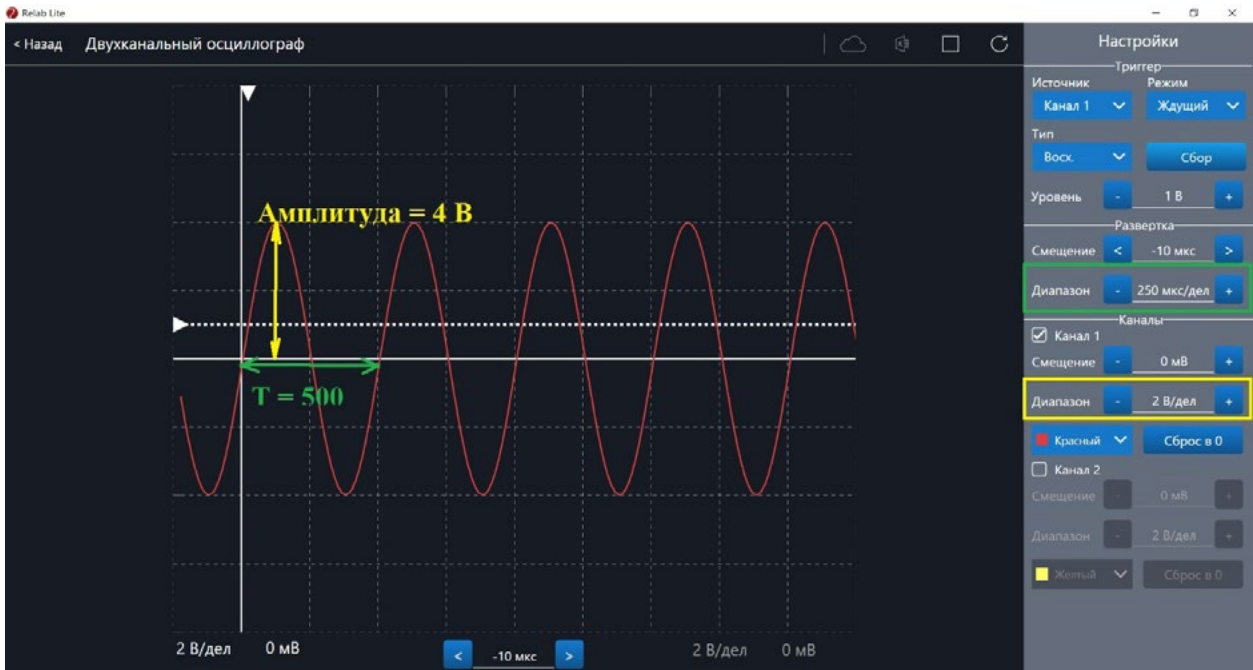 Relab Lite
< Назад Двухканальный осциллограф
Настройки
Триггер
Источник Режим
Канал 1 Ждущий
Тип
Восх. Сбор
Уровень - 1 В +
Развертка
Смещение < -10 мкс >
Диапазон - 250 мкс/дел +
Каналы
Канал 1
Смещение - 0 мВ +
Диапазон - 2 В/дел +
Красный Сброс в 0
Канал 2
Смещение - 0 мВ +
Диапазон - 2 В/дел +
Желтый Сброс в 0
Амплитуда = 4 В
T = 500
2 В/дел 0 мВ < -10 мкс > 2 В/дел 0 мВ